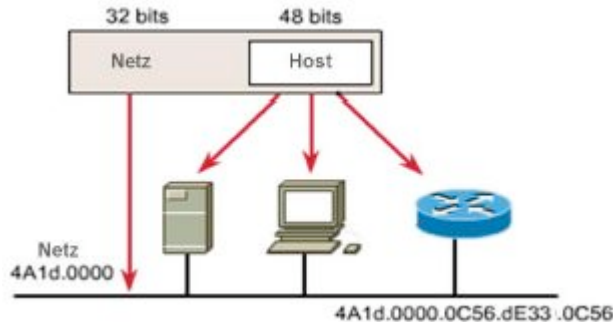 32 bits 48 bits
Netz Host
Netz
4A1d.0000
4A1d.0000.0C56.dE33 .0C56